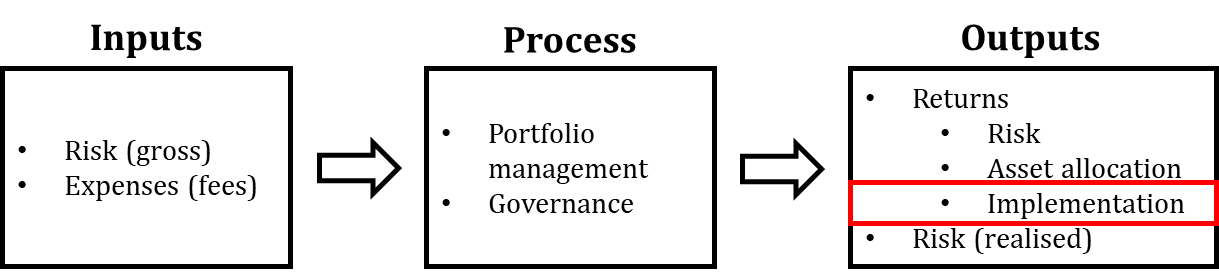 Inputs
Process
Outputs
• Risk (gross)
• Expenses (fees)
• Portfolio
management
• Governance
• Returns
• Risk
• Asset allocation
• Implementation
• Risk (realised)